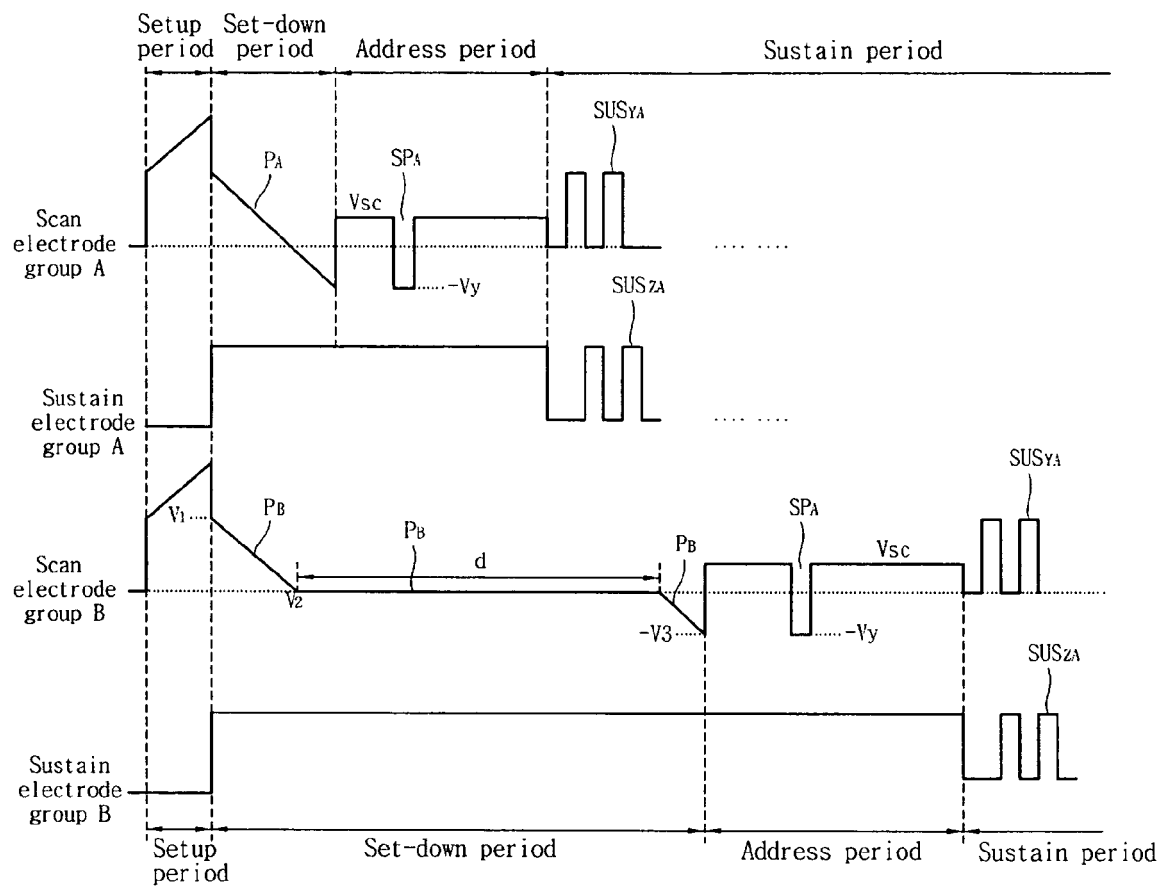 Setup
period
Set-down
period
Address period
Sustain period
SUSYA
PA
SPA
Vsc
Scan
electrode
group A
-Vy
.... ....
SUSZA
Sustain
electrode
group A
.... ....
SUSYA
V1
PB
PB
d
PB
SPA
Vsc
Scan
electrode
group B
V2
-V3
-Vy
SUSZA
Sustain
electrode
group B
Setup
period
Set-down period
Address period
Sustain period